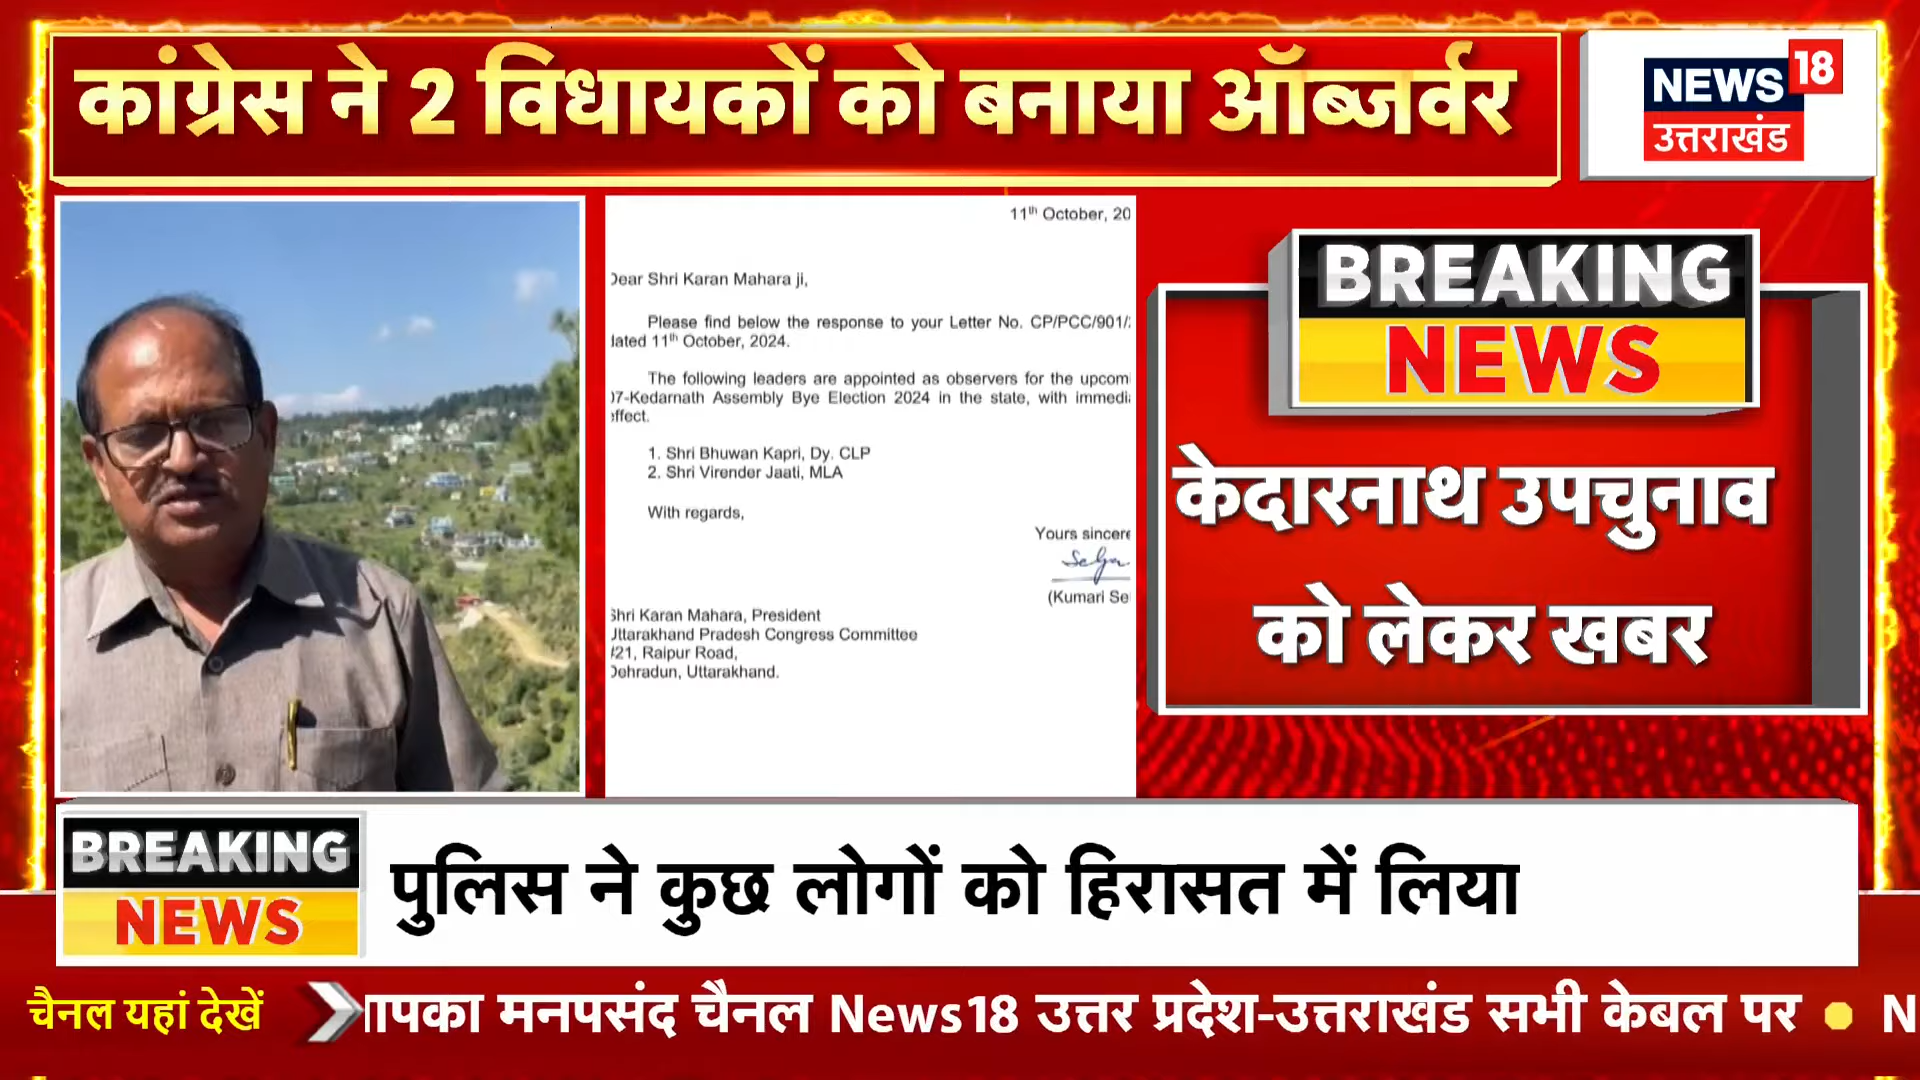 कांग्रेस ने 2 विधायकों को बनाया ऑब्जर्वर
NEWS 18
उत्तराखंड
11th October, 20
Dear Shri Karan Mahara ji,
Please find below the response to your Letter No. CP/PCC/901/
dated 11th October, 2024.
The following leaders are appointed as observers for the upcomi
07-Kedarnath Assembly Bye Election 2024 in the state, with immedi
effect.
1. Shri Bhuwan Kapri, Dy. CLP
2. Shri Virender Jaati, MLA
With regards,
Yours sincere
(Kumari Se
Shri Karan Mahara, President
Uttarakhand Pradesh Congress Committee
#21, Raipur Road,
Dehradun, Uttarakhand.
BREAKING
NEWS
केदारनाथ उपचुनाव
को लेकर खबर
BREAKING
NEWS
पुलिस ने कुछ लोगों को हिरासत में लिया
चैनल यहां देखें
ापका मनपसंद चैनल News18 उत्तर प्रदेश-उत्तराखंड सभी केबल पर N